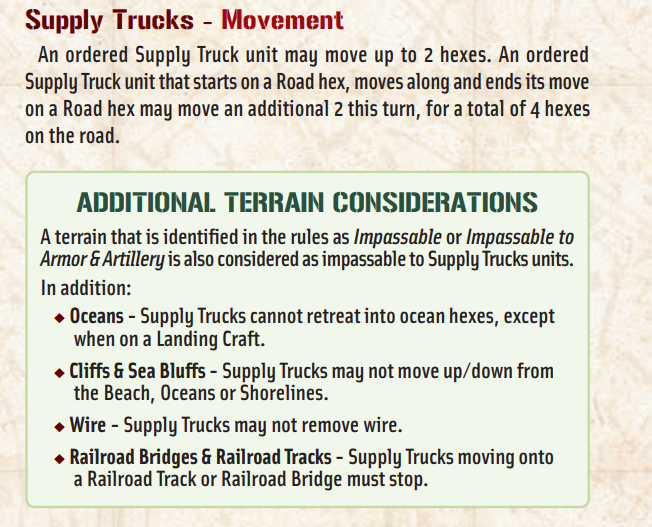 Supply Trucks - Movement
An ordered Supply Truck unit may move up to 2 hexes. An ordered
Supply Truck unit that starts on a Road hex, moves along and ends its move
on a Road hex may move an additional 2 this turn, for a total of 4 hexes
on the road.
ADDITIONAL TERRAIN CONSIDERATIONS
A terrain that is identified in the rules as Impassable or Impassable to
Armor & Artillery is also considered as impassable to Supply Trucks units.
In addition:
◆ Oceans - Supply Trucks cannot retreat into ocean hexes, except
when on a Landing Craft.
◆ Cliffs & Sea Bluffs - Supply Trucks may not move up/down from
the Beach, Oceans or Shorelines.
◆ Wire - Supply Trucks may not remove wire.
◆ Railroad Bridges & Railroad Tracks - Supply Trucks moving onto
a Railroad Track or Railroad Bridge must stop.